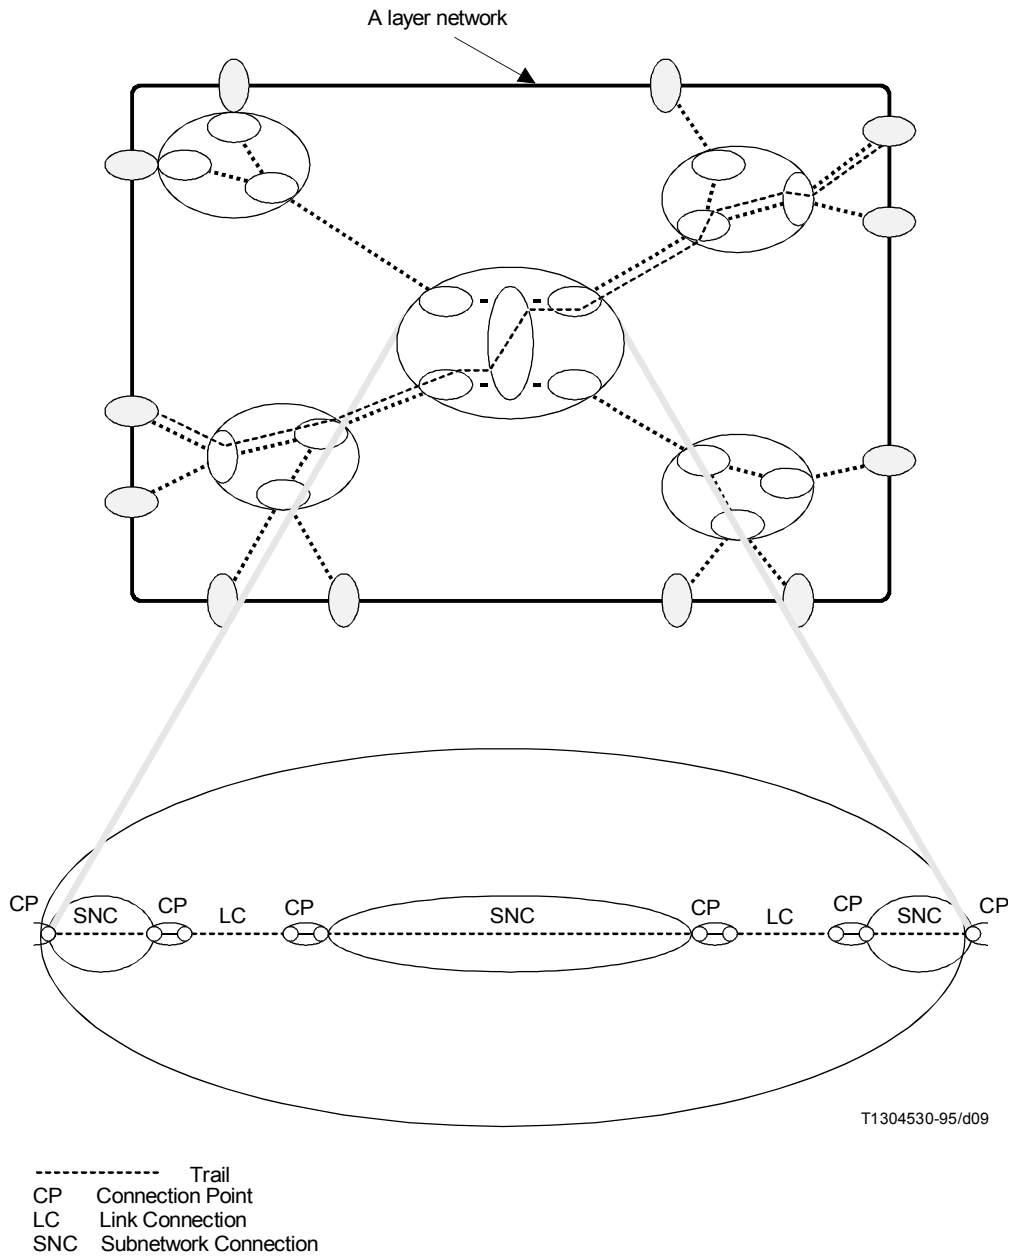 A layer network
CP SNC CP LC CP SNC CP LC CP SNC CP
T1304530-95/d09
Trail
CP Connection Point
LC Link Connection
SNC Subnetwork Connection